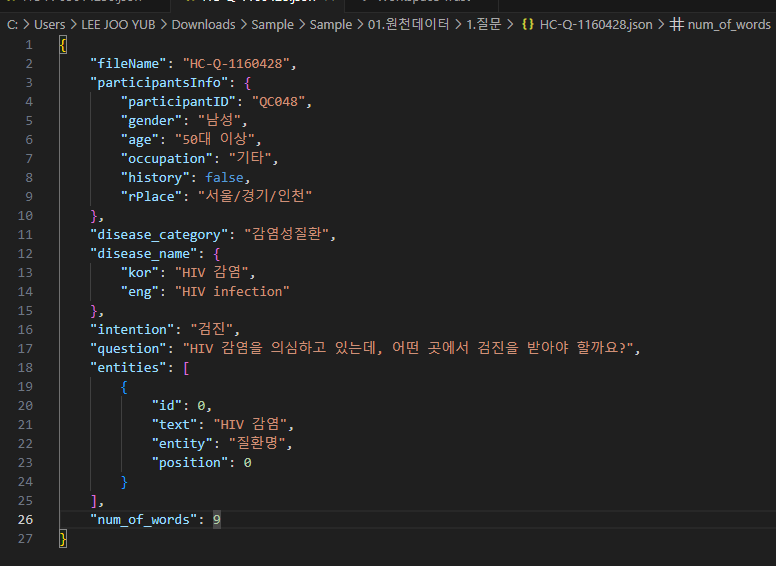 C: > Users > LEE JOO YUB > Downloads > Sample > Sample > 01.원천데이터 > 1.질문 > {} HC-Q-1160428.json > # num_of_words
1 {
2 "fileName": "HC-Q-1160428",
3 "participantsInfo": {
4 "participantID": "QC048",
5 "gender": "남성",
6 "age": "50대 이상",
7 "occupation": "기타",
8 "history": false,
9 "rPlace": "서울/경기/인천"
10 },
11 "disease_category": "감염성질환",
12 "disease_name": {
13 "kor": "HIV 감염",
14 "eng": "HIV infection"
15 },
16 "intention": "검진",
17 "question": "HIV 감염을 의심하고 있는데, 어떤 곳에서 검진을 받아야 할까요?",
18 "entities": [
19 {
20 "id": 0,
21 "text": "HIV 감염",
22 "entity": "질환명",
23 "position": 0
24 }
25 ],
26 "num_of_words": 9
27 }